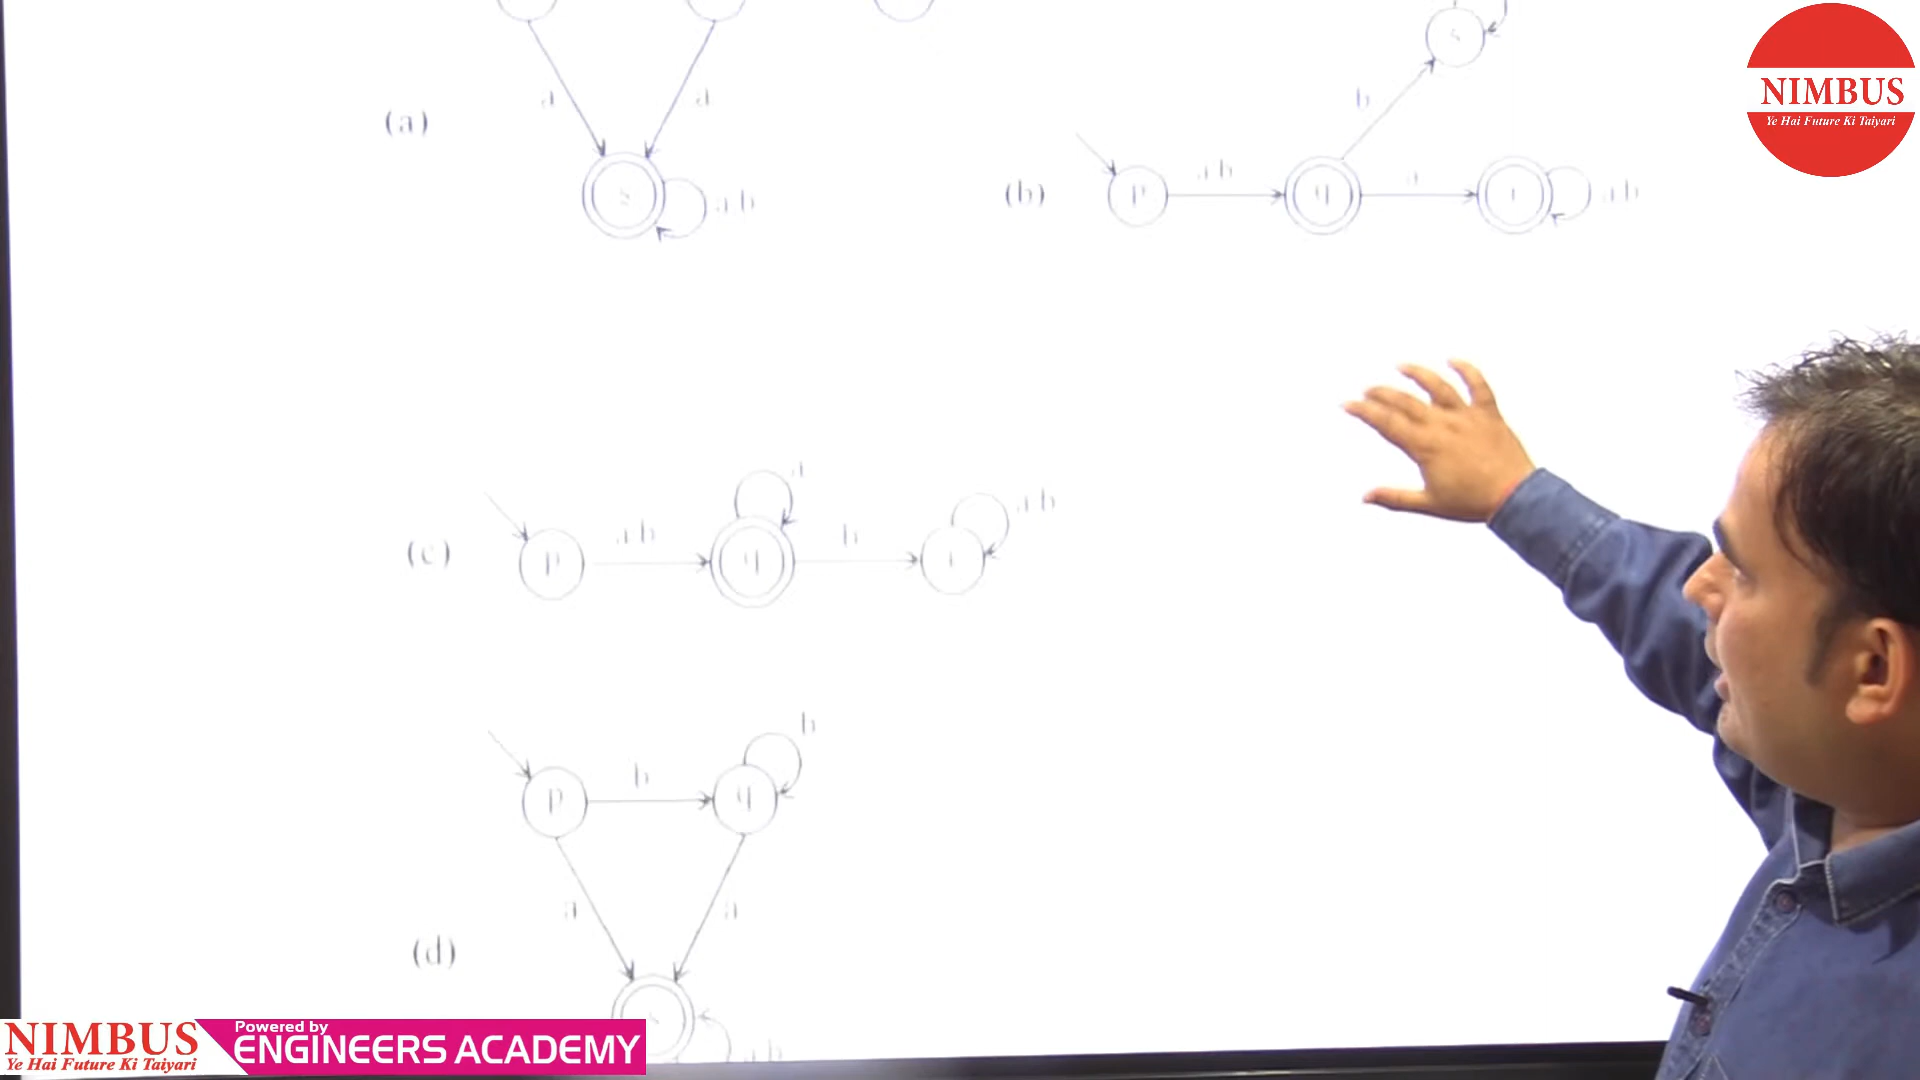 NIMBUS
Ye Hai Future Ki Taiyari
(a)
a
a
s
a b
(b)
p
a b
q
b
s
a
a b
(c)
p
a b
q
a
b
a b
(d)
p
b
q
b
a
a
a b
NIMBUS
Ye Hai Future Ki Taiyari
Powered by
ENGINEERS ACADEMY